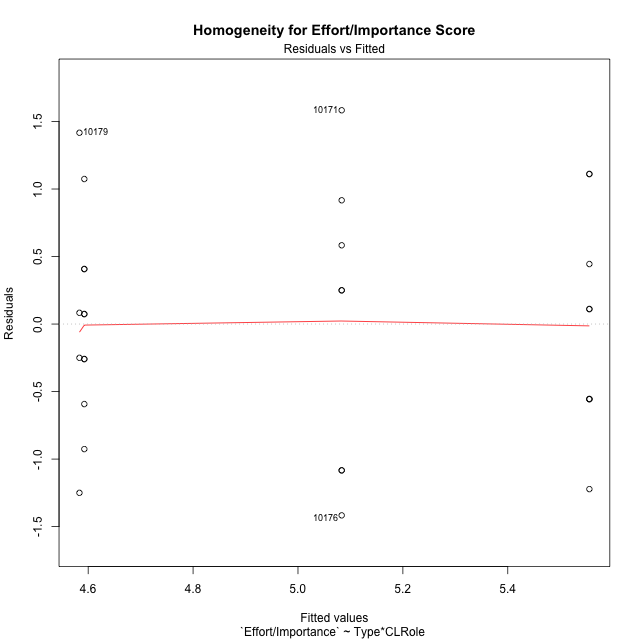 Homogeneity for Effort/Importance Score
Residuals vs Fitted
10171
10179
10176
1.5
1.0
0.5
0.0
-0.5
-1.0
-1.5
Residuals
4.6 4.8 5.0 5.2 5.4
Fitted values
`Effort/Importance` ~ Type*CLRole